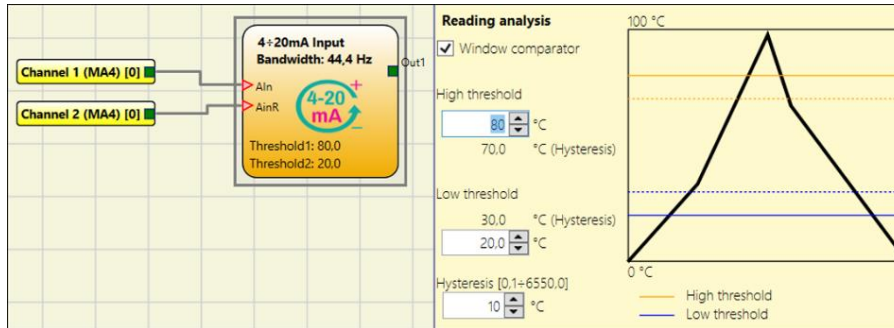 4÷20mA Input
Bandwidth: 44,4 Hz
Out1
Channel 1 (MA4) [0]
AIn
Channel 2 (MA4) [0]
AinR
4-20
mA
Threshold1: 80,0
Threshold2: 20,0
Reading analysis
Window comparator
High threshold
80 °C
70,0 °C (Hysteresis)
Low threshold
30,0 °C (Hysteresis)
20,0 °C
Hysteresis [0,1÷6550,0]
10 °C
100 °C
0 °C
High threshold
Low threshold